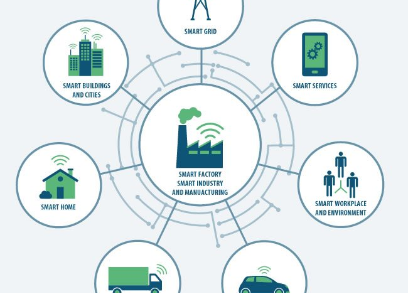 SMART GRID
SMART BUILDINGS
AND CITIES
SMART SERVICES
SMART FACTORY
SMART INDUSTRY
AND MANUACTURING
SMART HOME
SMART WORKPLACE
AND ENVIRONMENT